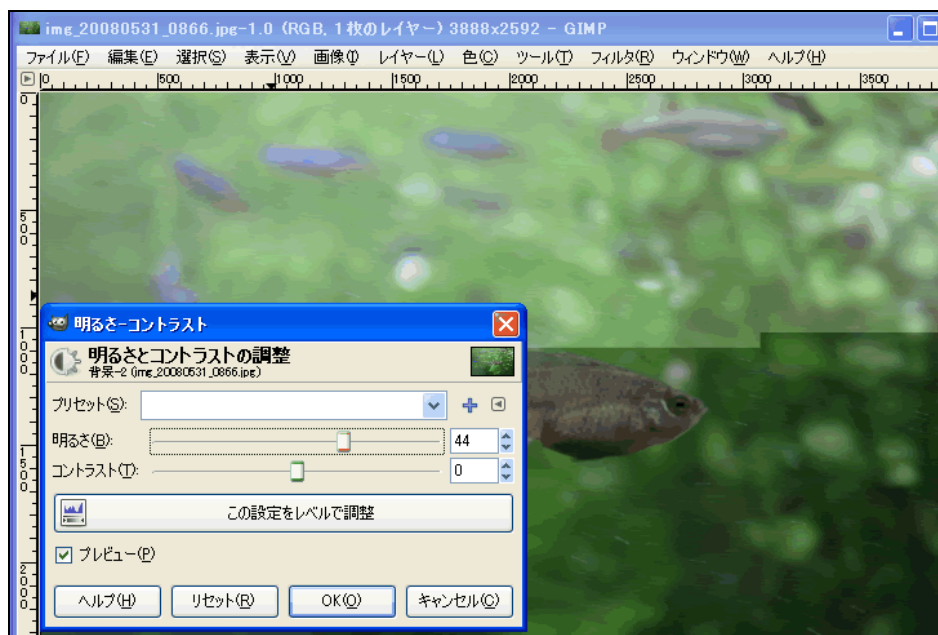 img_20080531_0866.jpg-1.0 (RGB, 1枚のレイヤー) 3888x2592 - GIMP
ファイル(F) 編集(E) 選択(S) 表示(V) 画像(I) レイヤー(L) 色(C) ツール(T) フィルタ(R) ウィンドウ(W) ヘルプ(H)
0 500 1000 1500 2000 2500 3000 3500
0
500
1000
1500
2000
明るさ-コントラスト
明るさとコントラストの調整
背景-2 (img_20080531_0866.jpg)
プリセット(S):
明るさ(B): 44
コントラスト(T): 0
この設定をレベルで調整
プレビュー(P)
ヘルプ(H) リセット(R) OK(O) キャンセル(C)